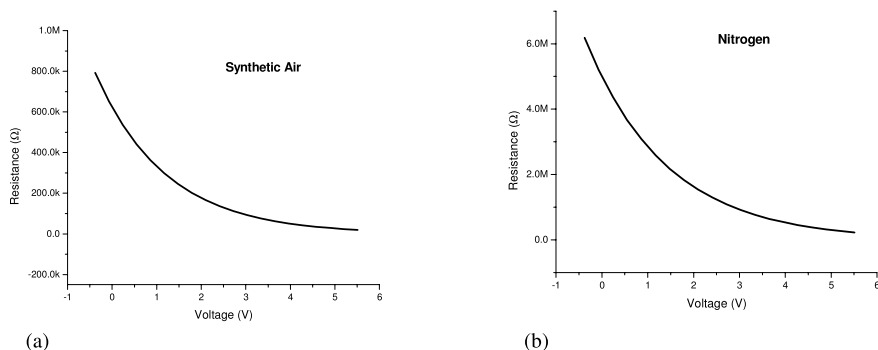 1.0M
800.0k
600.0k
400.0k
200.0k
0.0
-200.0k
Resistance (Ω)
Synthetic Air
-1 0 1 2 3 4 5 6
Voltage (V)
(a)
6.0M
4.0M
2.0M
0.0
Resistance (Ω)
Nitrogen
-1 0 1 2 3 4 5 6
Voltage (V)
(b)